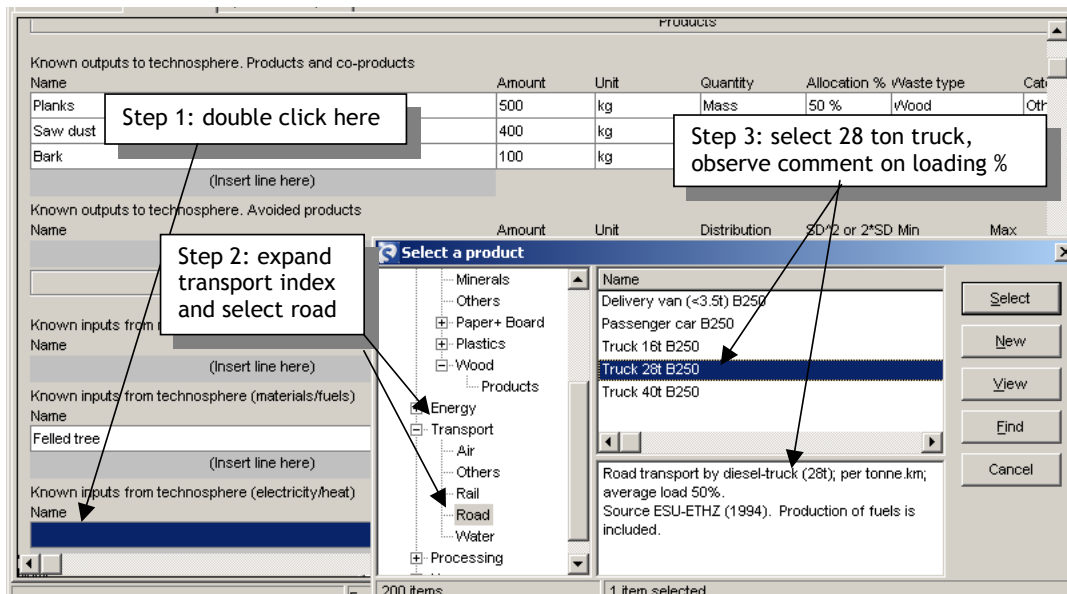 Products
Known outputs to technosphere. Products and co-products
Name Amount Unit Quantity Allocation % Waste type
Planks 500 kg Mass 50 % Wood
Saw dust 400 kg
Bark 100 kg
(Insert line here)
Step 1: double click here
Step 3: select 28 ton truck,
observe comment on loading %
Known outputs to technosphere. Avoided products
Name Amount Unit Distribution SD^2 or 2*SD Min Max
Step 2: expand
transport index
and select road
Known inputs from
Name
(Insert line here)
Known inputs from technosphere (materials/fuels)
Name
Felled tree
(Insert line here)
Known inputs from technosphere (electricity/heat)
Name
Select a product
Minerals
Others
Paper+ Board
Plastics
Wood
Products
Energy
Transport
Air
Others
Rail
Road
Water
Processing
Name
Delivery van (<3.5t) B250
Passenger car B250
Truck 16t B250
Truck 28t B250
Truck 40t B250
Road transport by diesel-truck (28t); per tonne.km;
average load 50%.
Source ESU-ETHZ (1994). Production of fuels is
included.
Select
New
View
Find
Cancel
200 items 1 item selected